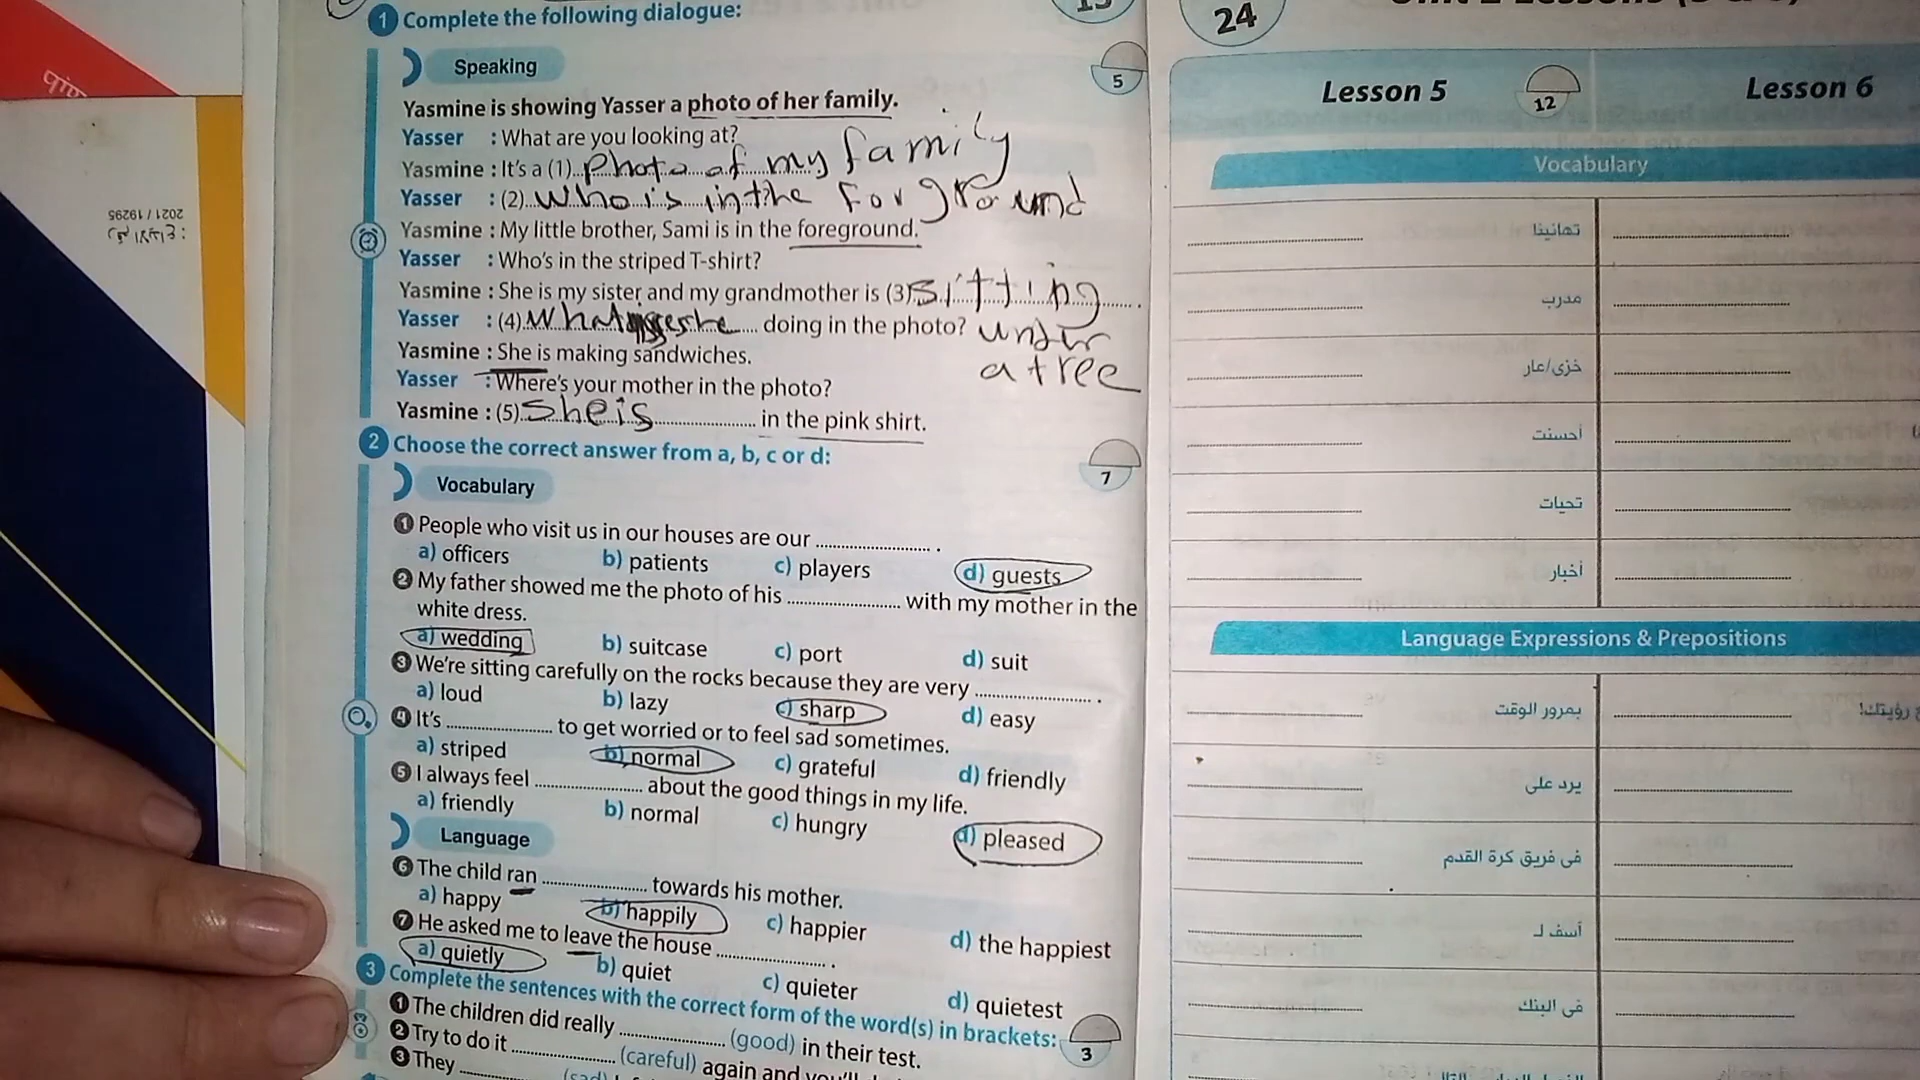 1 Complete the following dialogue:
Speaking
5
Yasmine is showing Yasser a photo of her family.
Yasser : What are you looking at?
Yasmine : It's a (1) photo of my family
Yasser : (2) who is in the forground
Yasmine : My little brother, Sami is in the foreground.
Yasser : Who's in the striped T-shirt?
Yasmine : She is my sister and my grandmother is (3) sitting
under
a tree
Yasser : (4) What doing in the photo?
Yasmine : She is making sandwiches.
Yasser : Where's your mother in the photo?
Yasmine : (5) She is in the pink shirt.
2 Choose the correct answer from a, b, c or d:
7
Vocabulary
1 People who visit us in our houses are our .
a) officers b) patients c) players d) guests
2 My father showed me the photo of his with my mother in the
white dress.
a) wedding b) suitcase c) port d) suit
3 We're sitting carefully on the rocks because they are very .
a) loud b) lazy c) sharp d) easy
4 It's to get worried or to feel sad sometimes.
a) striped b) normal c) grateful d) friendly
5 I always feel about the good things in my life.
a) friendly b) normal c) hungry d) pleased
Language
6 The child ran towards his mother.
a) happy b) happily c) happier d) the happiest
7 He asked me to leave the house .
a) quietly b) quiet c) quieter d) quietest
3 Complete the sentences with the correct form of the word(s) in brackets:
3
1 The children did really (good) in their test.
2 Try to do it (careful) again and
3 They (sad)
24
Lesson 5
12
Lesson 6
Vocabulary
تهانينا
مدرب
خزى/عار
أحسنت
تحيات
أخبار
Language Expressions & Prepositions
بمرور الوقت
يرد على
فى فريق كرة القدم
آسف لـ
فى البنك
2021 / 19295